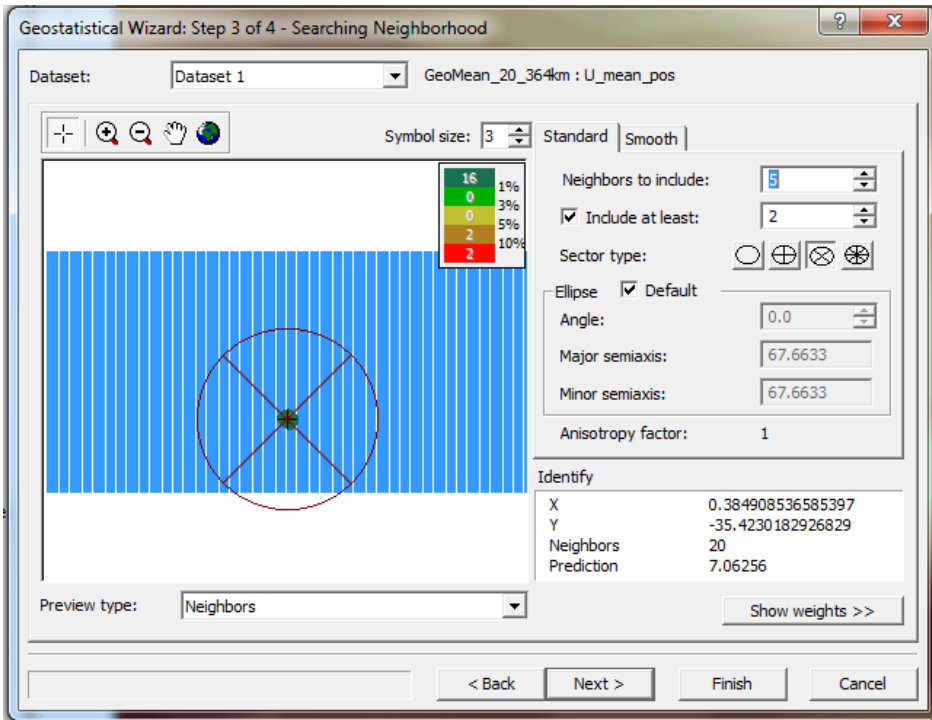 Geostatistical Wizard: Step 3 of 4 - Searching Neighborhood
Dataset: Dataset 1 GeoMean_20_364km : U_mean_pos
Symbol size: 3
Standard Smooth
16
0
0
2
2
1%
3%
5%
10%
Neighbors to include: 5
Include at least: 2
Sector type:
Ellipse Default
Angle: 0.0
Major semiaxis: 67.6633
Minor semiaxis: 67.6633
Anisotropy factor: 1
Identify
X 0.384908536585397
Y -35.4230182926829
Neighbors 20
Prediction 7.06256
Preview type: Neighbors
Show weights >>
< Back Next > Finish Cancel